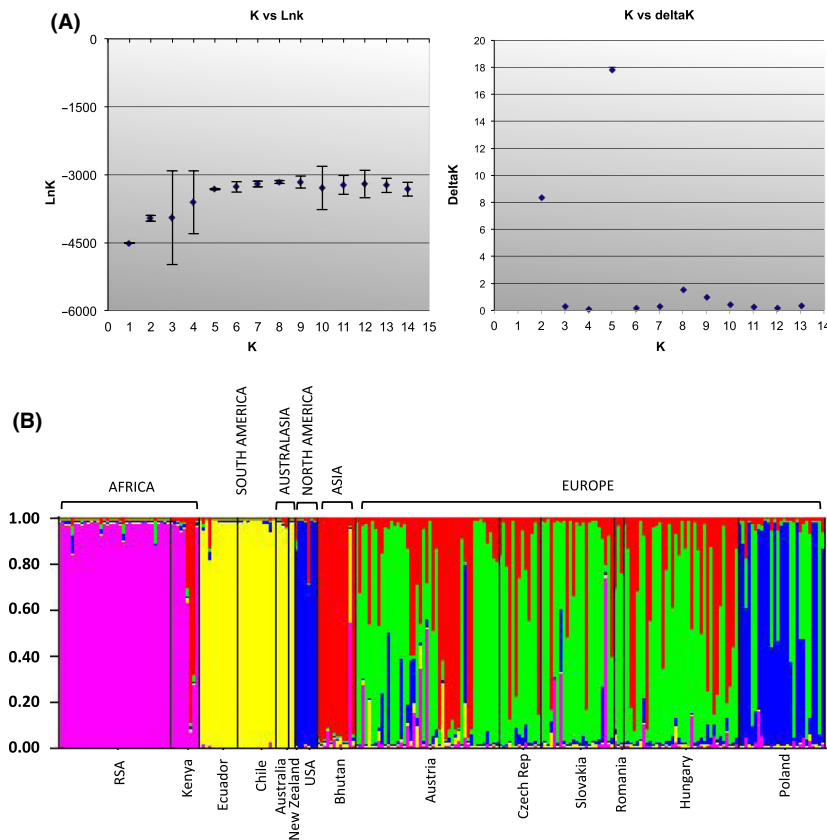 (A)
K vs Lnk
0
−1500
−3000
−4500
−6000
LnK
0 1 2 3 4 5 6 7 8 9 10 11 12 13 14 15
K
K vs deltaK
20
18
16
14
12
10
8
6
4
2
0
DeltaK
0 1 2 3 4 5 6 7 8 9 10 11 12 13 14
K
(B)
AFRICA
SOUTH AMERICA
AUSTRALASIA
NORTH AMERICA
ASIA
EUROPE
1.00
0.80
0.60
0.40
0.20
0.00
RSA
Kenya
Ecuador
Chile
Australia
New Zealand
USA
Bhutan
Austria
Czech Rep
Slovakia
Romania
Hungary
Poland